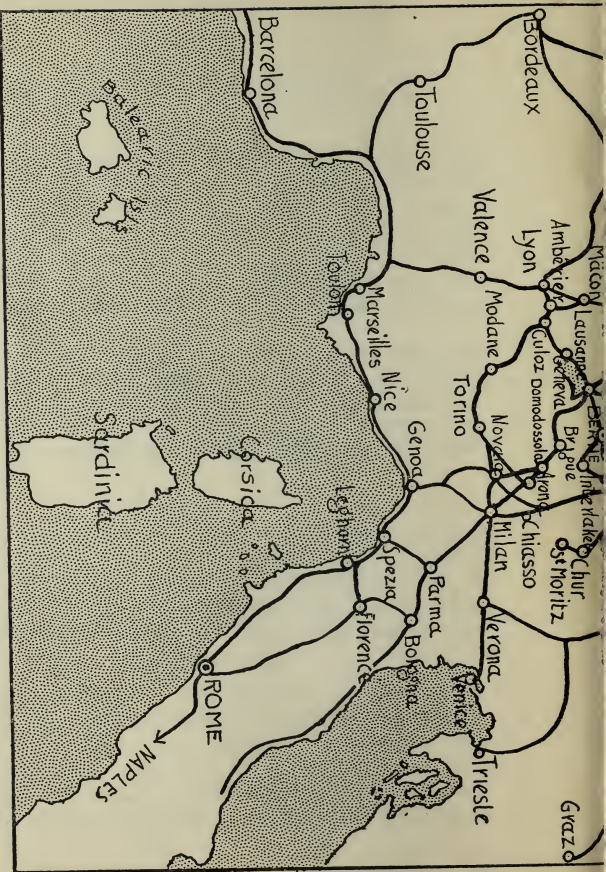 Bordeaux
Mâcon
Lausanne
BERNE
Interlaken
Chur
St Moritz
Graz
Ambérier
Lyon
Culoz
Geneva
Brigue
Domodossola
Arona
Chiasso
Toulouse
Valence
Modane
Torino
Novara
Milan
Verona
Venice
Trieste
Genoa
Spezia
Parma
Bologna
Barcelona
Toulon
Marseilles
Nice
Leghorn
Florence
Balearic Is.
Corsica
Sardinia
ROME
NAPLES